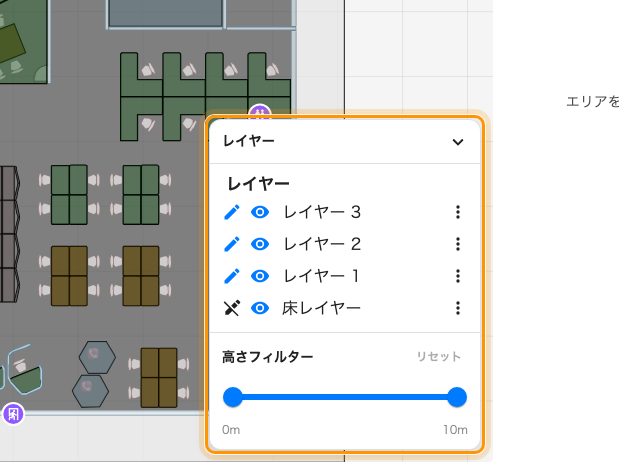 エリアを
レイヤー
レイヤー
レイヤー 3
レイヤー 2
レイヤー 1
床レイヤー
高さフィルター リセット
0m 10m